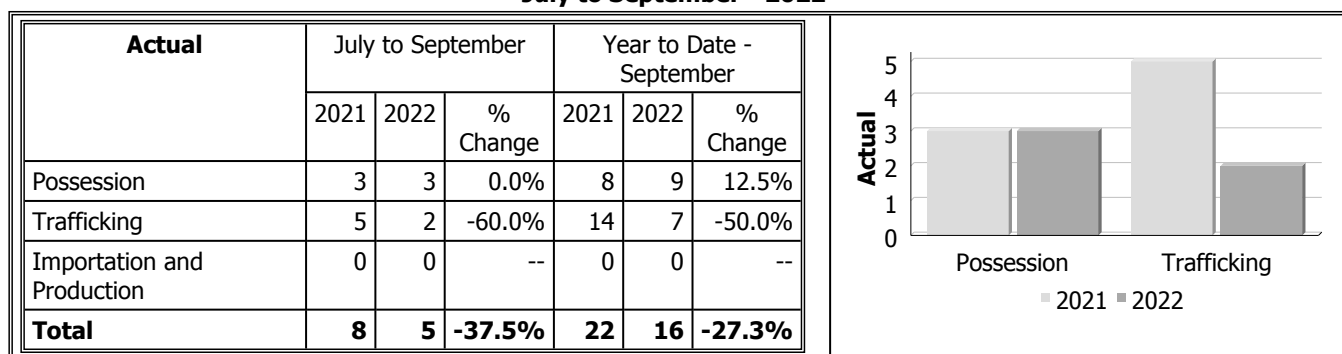 July to September - 2022
Actual July to September Year to Date - September
2021 2022 % Change 2021 2022 % Change
Possession 3 3 0.0% 8 9 12.5%
Trafficking 5 2 -60.0% 14 7 -50.0%
Importation and Production 0 0 -- 0 0 --
Total 8 5 -37.5% 22 16 -27.3%
Actual
5
4
3
2
1
0
Possession Trafficking
2021 2022